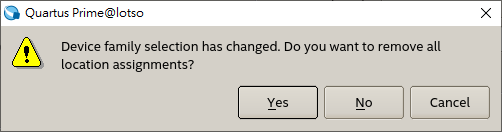 Quartus Prime@lotso
Device family selection has changed. Do you want to remove all
location assignments?
Yes
No
Cancel